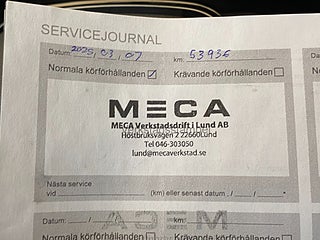 SERVICEJOURNAL
Datum: 2025, 03, 07 km: 53936
Normala körförhållanden Krävande körförhållanden
MECA
MECA Verkstadsdrift i Lund AB
Höstbruksvägen 2 22660Lund
Tel 046-303050
lund@mecaverkstad.se
Nästa service
vid (km) eller senast datum / /
Datum: / / km:
Normala körförhållanden Krävande körförhållanden